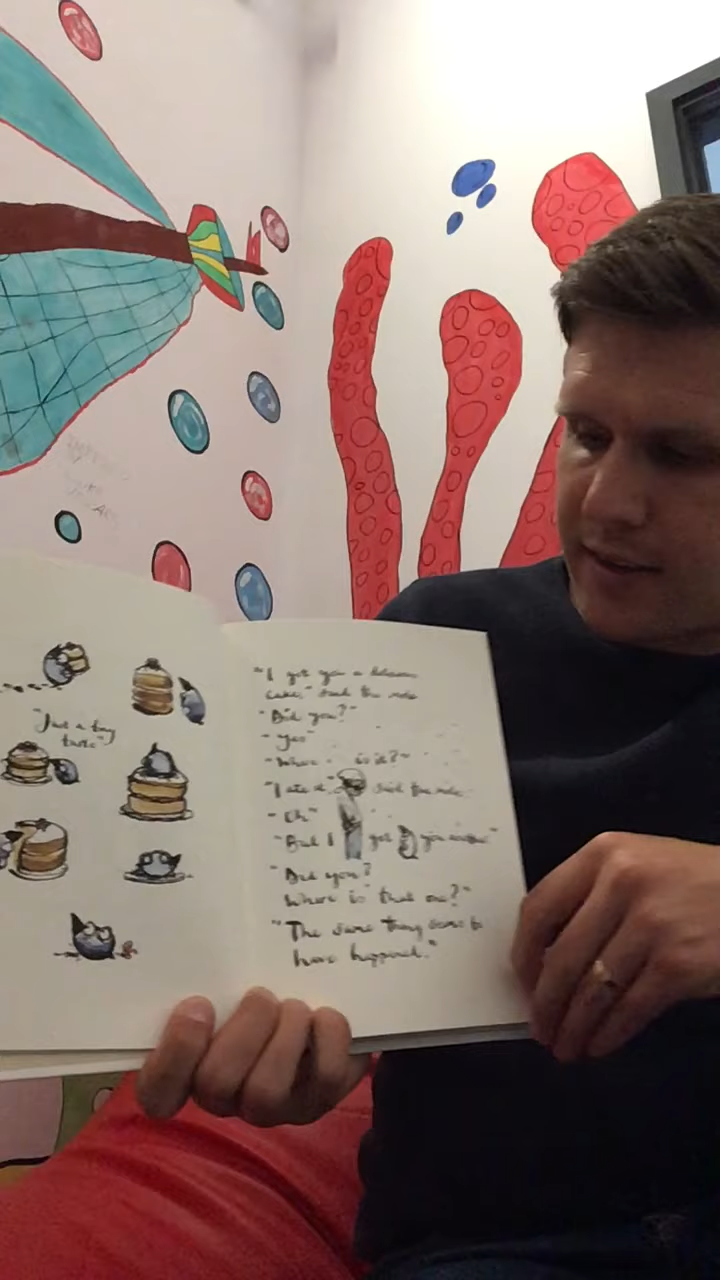 "Just a tiny
taste"
"I got you a delicious
cake," said the mole
"Did you?"
"Yes"
"Where is it?"
"I ate it" said the mole
"Oh"
"But I got you another"
"Did you?
Where is that one?"
"The same thing seems to
have happened."